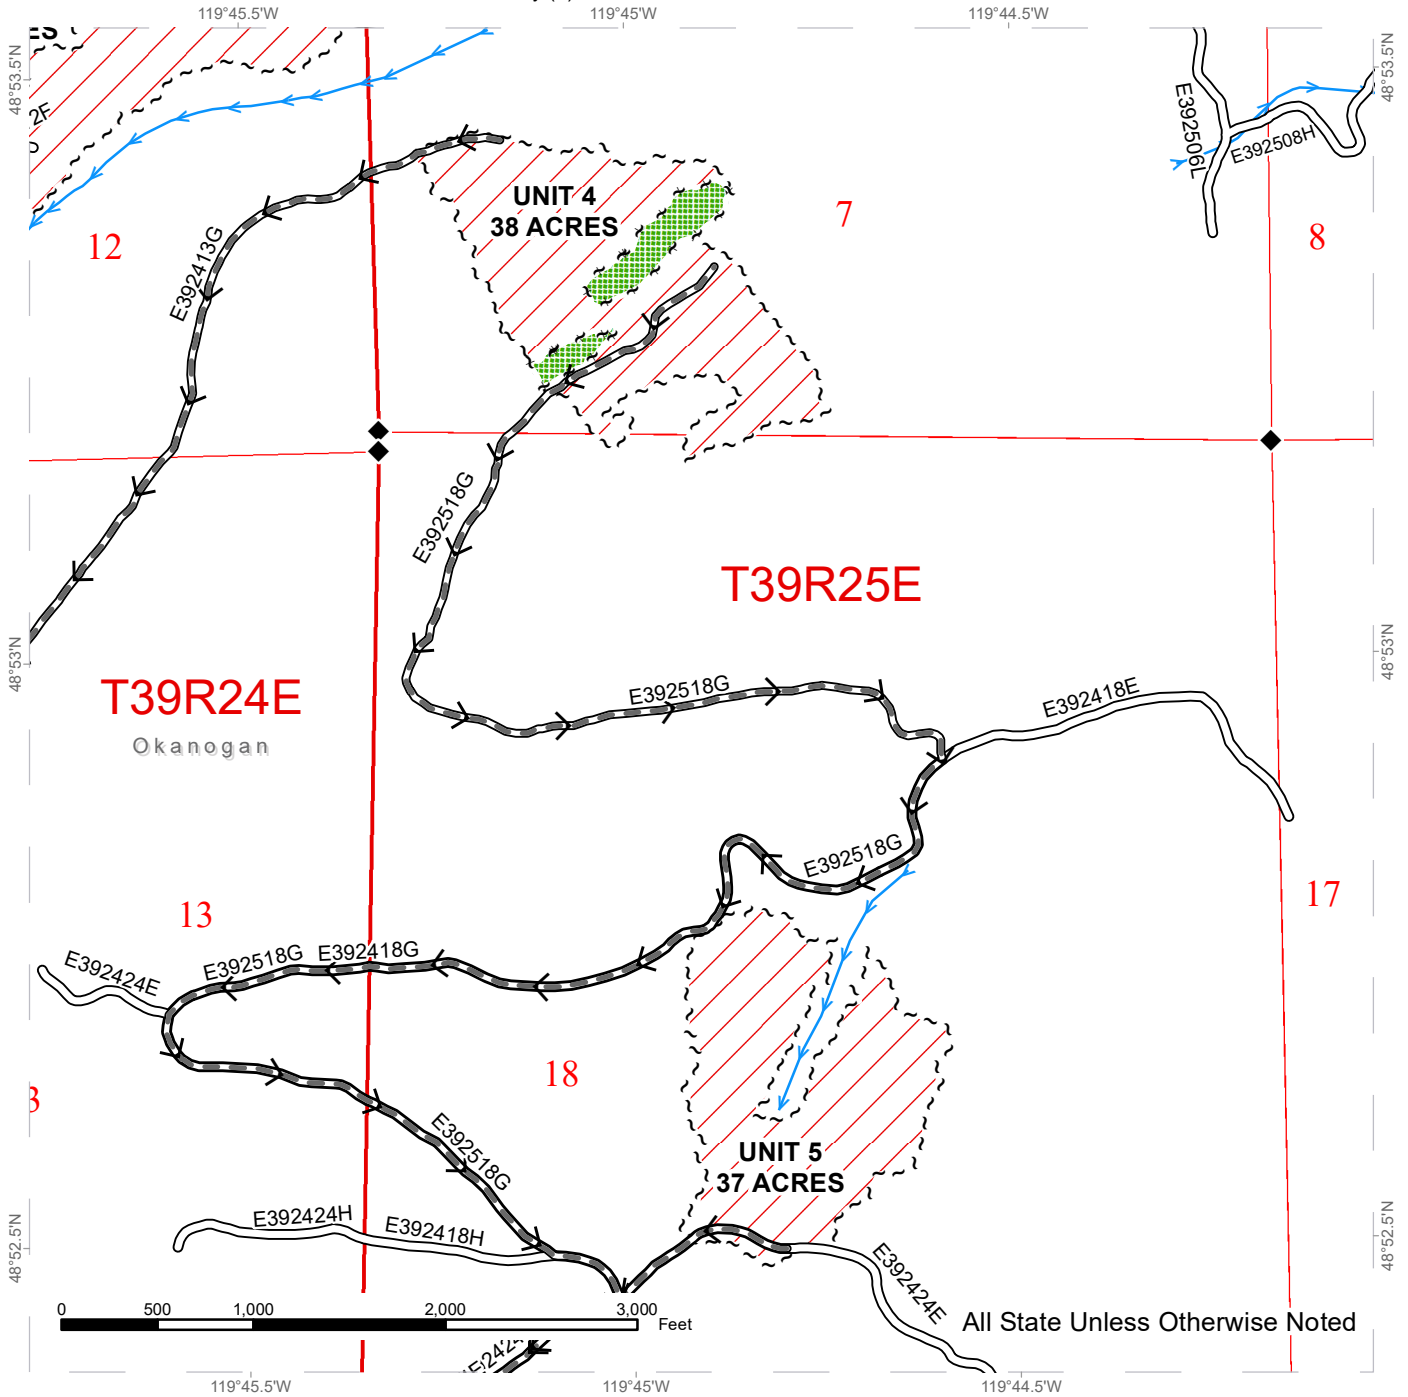 119°45.5'W
119°45'W
119°44.5'W
48°53.5'N
48°53.5'N
ES
2F
E392506L
E392508H
UNIT 4
38 ACRES
7
8
12
E392413G
E392518G
T39R25E
48°53'N
48°53'N
T39R24E
Okanogan
E392518G
E392418E
E392518G
17
13
E392518G
E392418G
E392424E
18
3
E392518G
UNIT 5
37 ACRES
E392424H
E392418H
48°52.5'N
48°52.5'N
E392424E
0 500 1,000 2,000 3,000
Feet
All State Unless Otherwise Noted
119°45.5'W
119°45'W
119°44.5'W